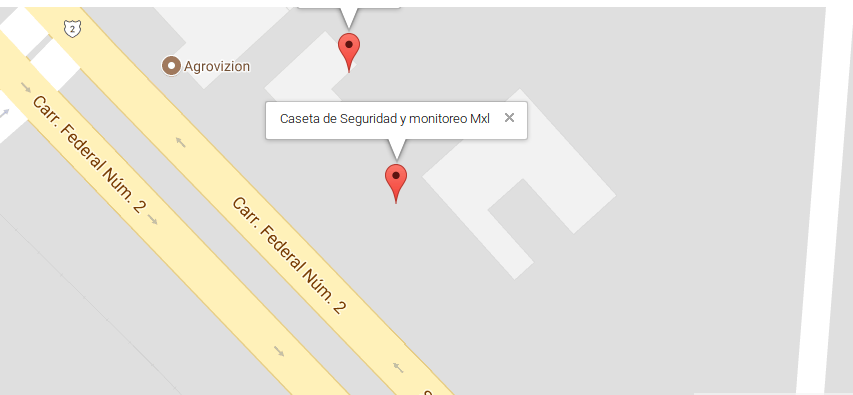 2
Agrovizion
Caseta de Seguridad y monitoreo Mxl
Carr. Federal Núm. 2
Carr. Federal Núm. 2